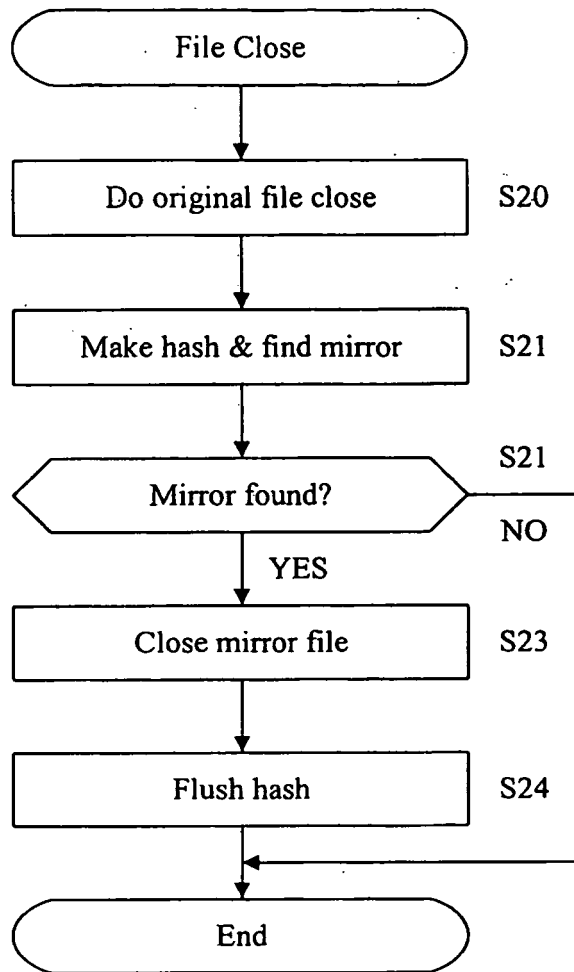 File Close
Do original file close
S20
Make hash & find mirror
S21
S21
Mirror found?
NO
YES
Close mirror file
S23
Flush hash
S24
End